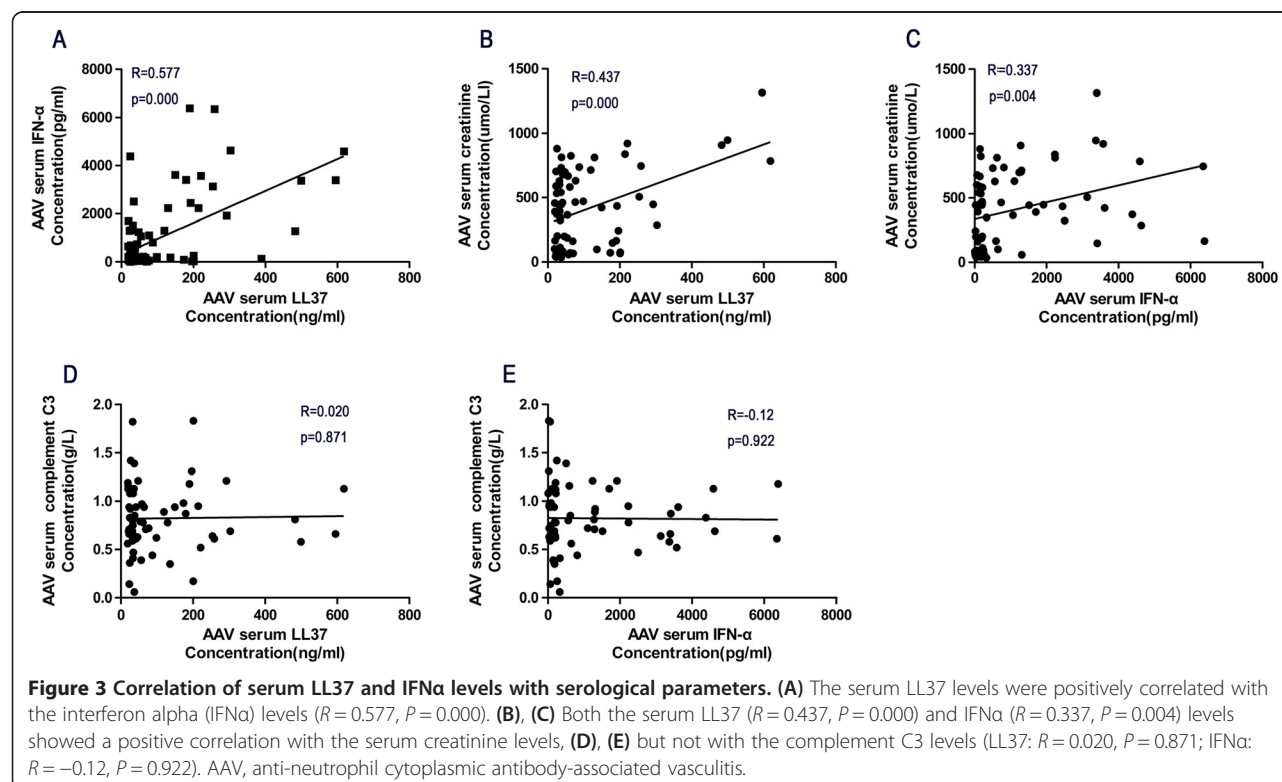 A
R=0.577
p=0.000
AAV serum IFN-α
Concentration(pg/ml)
8000
6000
4000
2000
0
0 200 400 600 800
AAV serum LL37
Concentration(ng/ml)
B
R=0.437
p=0.000
AAV serum creatinine
Concentration(umo/LI)
1500
1000
500
0
0 200 400 600 800
AAV serum LL37
Concentration(ng/ml)
C
R=0.337
p=0.004
AAV serum creatinine
Concentration(umo/L)
1500
1000
500
0
0 2000 4000 6000 8000
AAV serum IFN-α
Concentration(pg/ml)
D
R=0.020
p=0.871
AAV serum complement C3
Concentration(g/L)
2.0
1.5
1.0
0.5
0.0
0 200 400 600 800
AAV serum LL37
Concentration(ng/ml)
E
R=-0.12
p=0.922
AAV serum complement C3
Concentration(g/L)
2.0
1.5
1.0
0.5
0.0
0 2000 4000 6000 8000
AAV serum IFN-α
Concentration(pg/ml)
Figure 3 Correlation of serum LL37 and IFNα levels with serological parameters. (A) The serum LL37 levels were positively correlated with
the interferon alpha (IFNα) levels (R = 0.577, P = 0.000). (B), (C) Both the serum LL37 (R = 0.437, P = 0.000) and IFNα (R = 0.337, P = 0.004) levels
showed a positive correlation with the serum creatinine levels, (D), (E) but not with the complement C3 levels (LL37: R = 0.020, P = 0.871; IFNα:
R = −0.12, P = 0.922). AAV, anti-neutrophil cytoplasmic antibody-associated vasculitis.